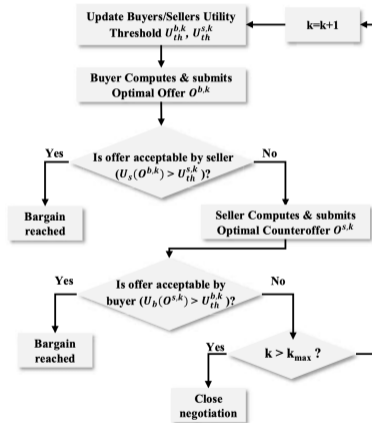 Update Buyers/Sellers Utility
Threshold U_th^{b,k}, U_th^{s,k}
k=k+1
Buyer Computes & submits
Optimal Offer O^{b,k}
Yes
Is offer acceptable by seller
(U_s(O^{b,k}) > U_th^{s,k})?
No
Bargain
reached
Seller Computes & submits
Optimal Counteroffer O^{s,k}
Yes
Is offer acceptable by
buyer (U_b(O^{s,k}) > U_th^{b,k})?
No
Bargain
reached
Yes
k > k_max ?
Close
negotiation